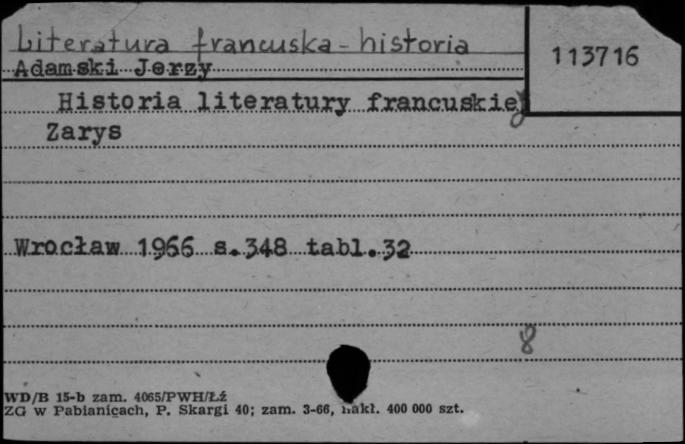 Literatura francuska - historia
113716
Adamski Jerzy
Historia literatury francuskiej
Zarys
Wrocław 1966 s.348 tabl.32
8
WD/B 15-b zam. 4065/PWH/Łź
ZG w Pabianicach, P. Skargi 40; zam. 3-66, nakł. 400 000 szt.